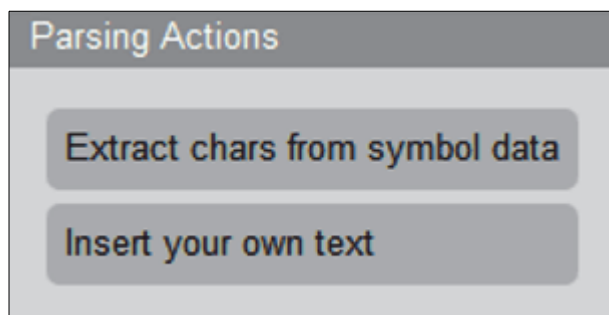 Parsing Actions
Extract chars from symbol data
Insert your own text